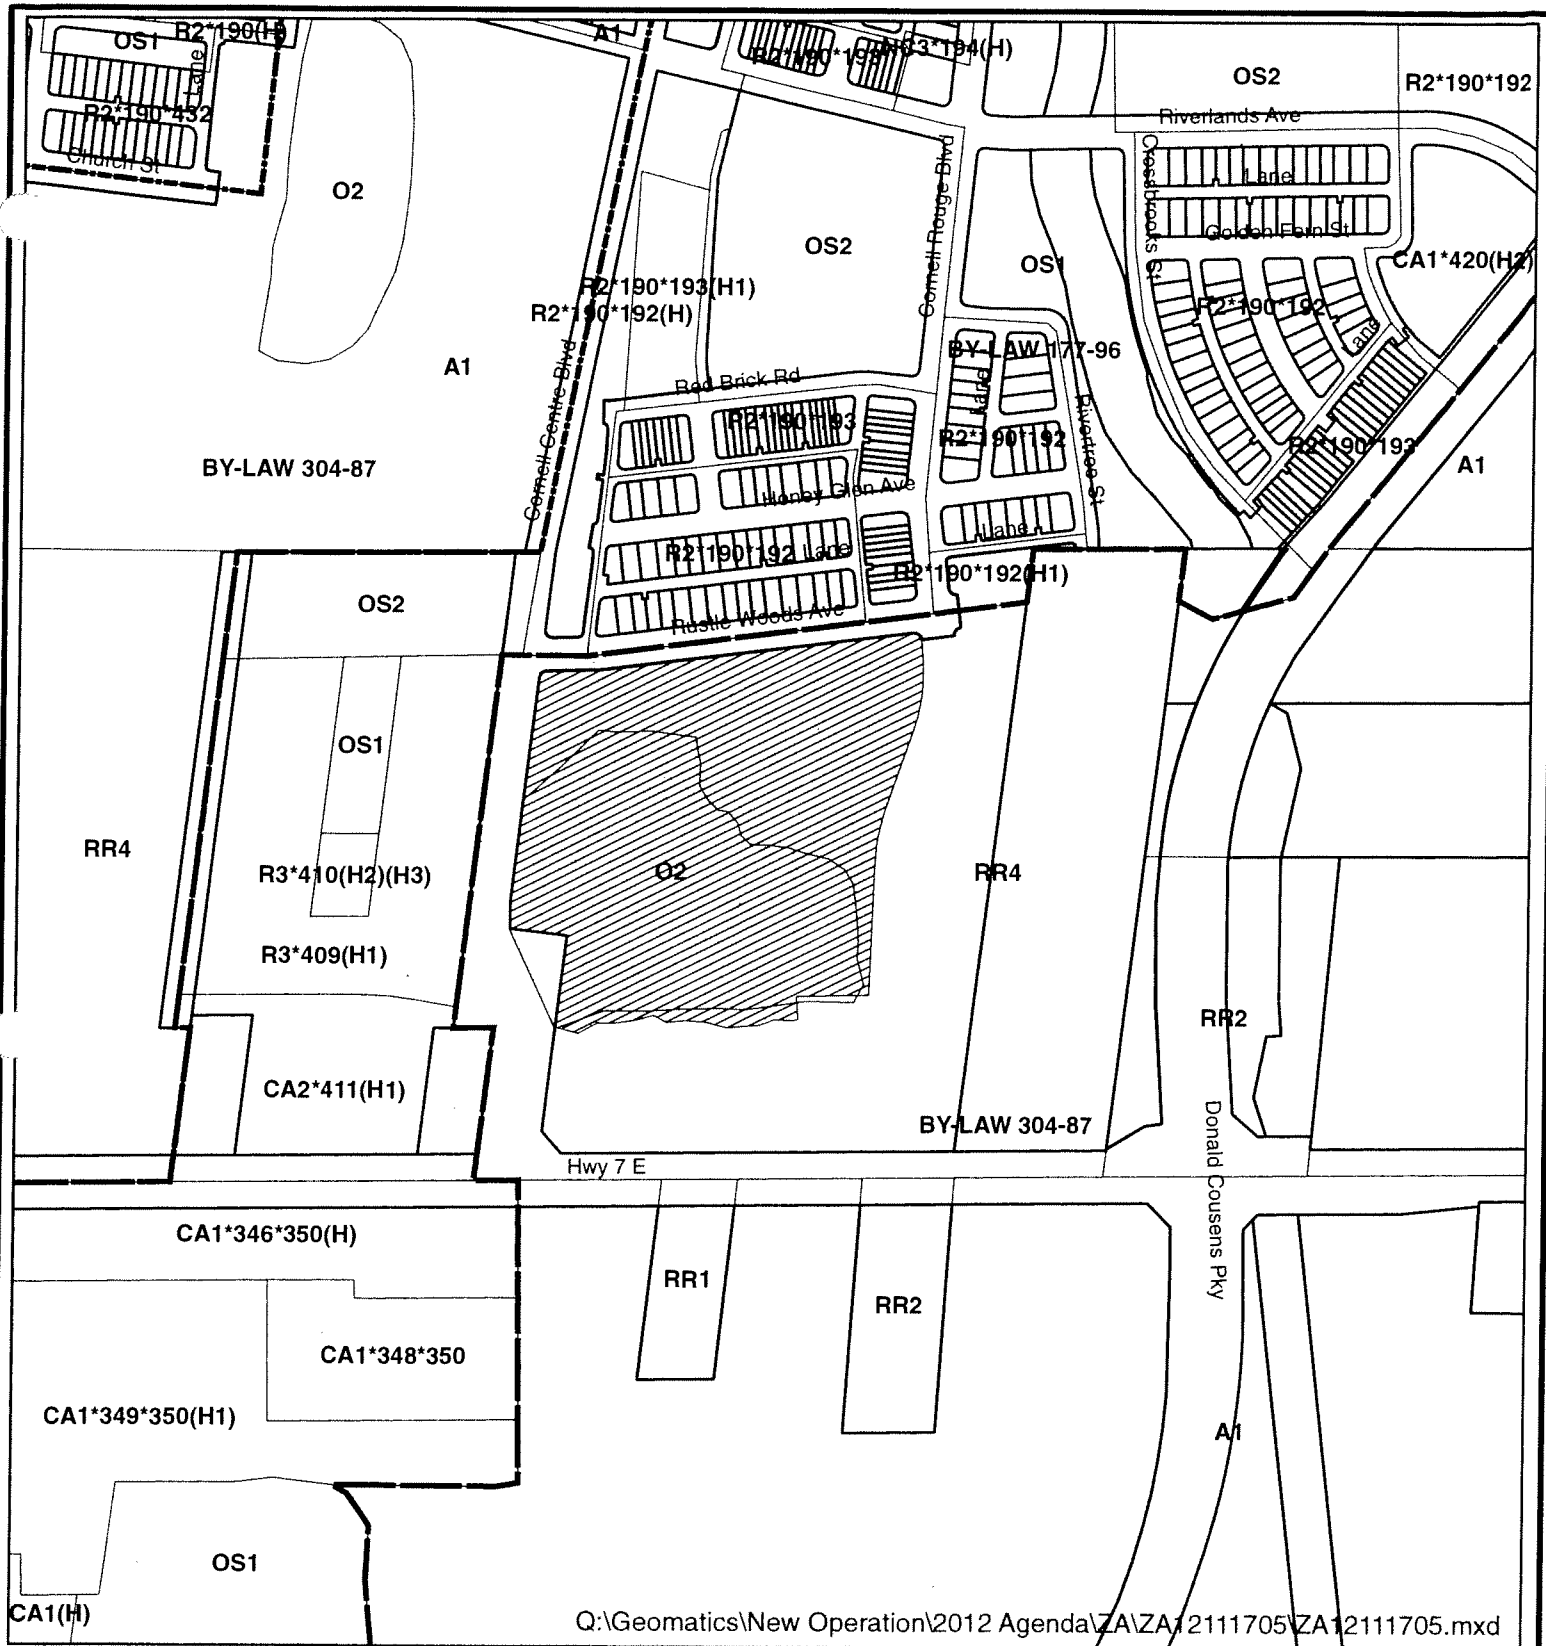 R2*190(H)
OS1
Lane
R2*190*432
Church St
O2
A1
A1
R2*190*193
NC3*194(H)
OS2
R2*190*192
Riverlands Ave
Crossbrooks St
Lane
Golden Fern St
OS2
Cornell Rouge Blvd
OS1
CA1*420(H2)
R2*190*193(H1)
R2*190*192(H)
R2*190*192
Lane
BY-LAW 177-96
Cornell Centre Blvd
Red Brick Rd
Lane
Rivertree St
R2*190*193
R2*190*192
R2*190*193
A1
BY-LAW 304-87
Honey Glen Ave
Lane
R2*190*192
Lane
R2*190*192(H1)
OS2
Rustle Woods Ave
OS1
RR4
R3*410(H2)(H3)
O2
RR4
R3*409(H1)
RR2
CA2*411(H1)
BY-LAW 304-87
Donald Cousens Pky
Hwy 7 E
CA1*346*350(H)
RR1
RR2
CA1*348*350
CA1*349*350(H1)
A1
OS1
CA1(H)
Q:\Geomatics\New Operation\2012 Agenda\ZA\ZA12111705\ZA12111705.mxd